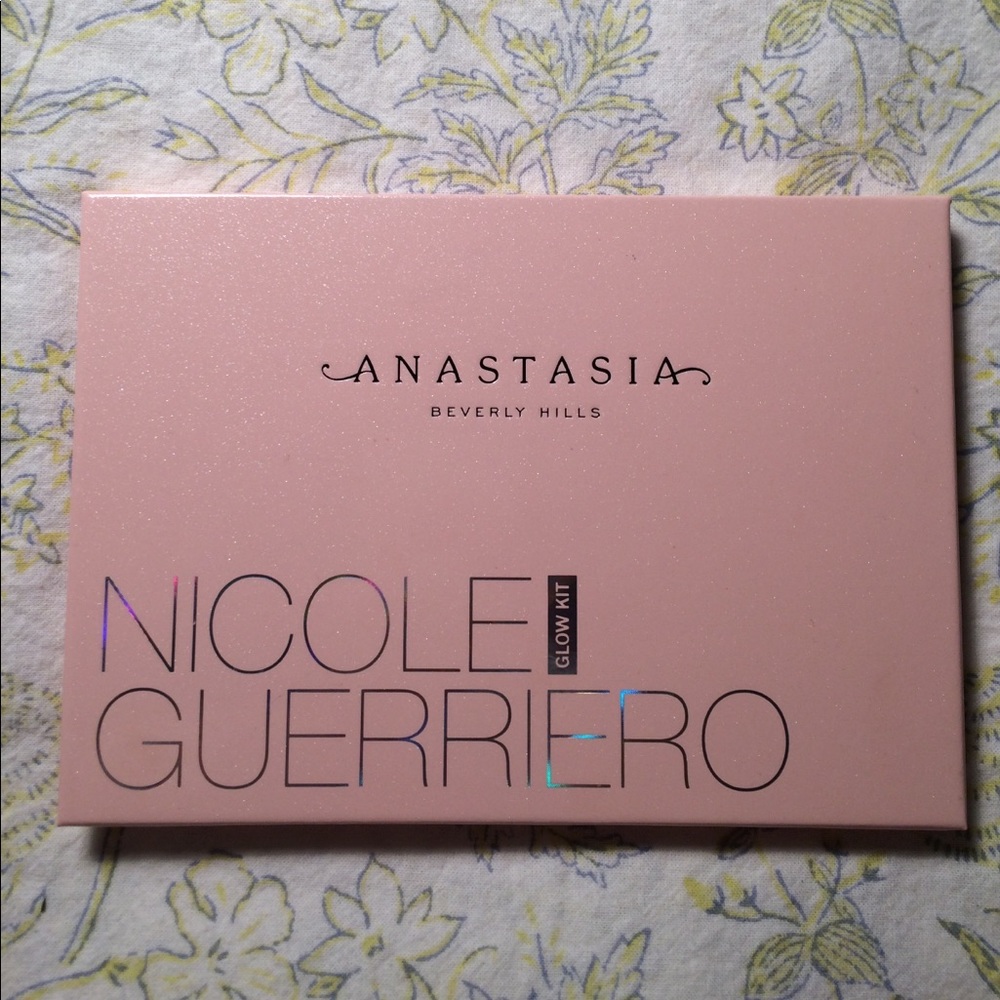 ANASTASIA
BEVERLY HILLS
NICOLE
GLOW KIT
GUERRIERO